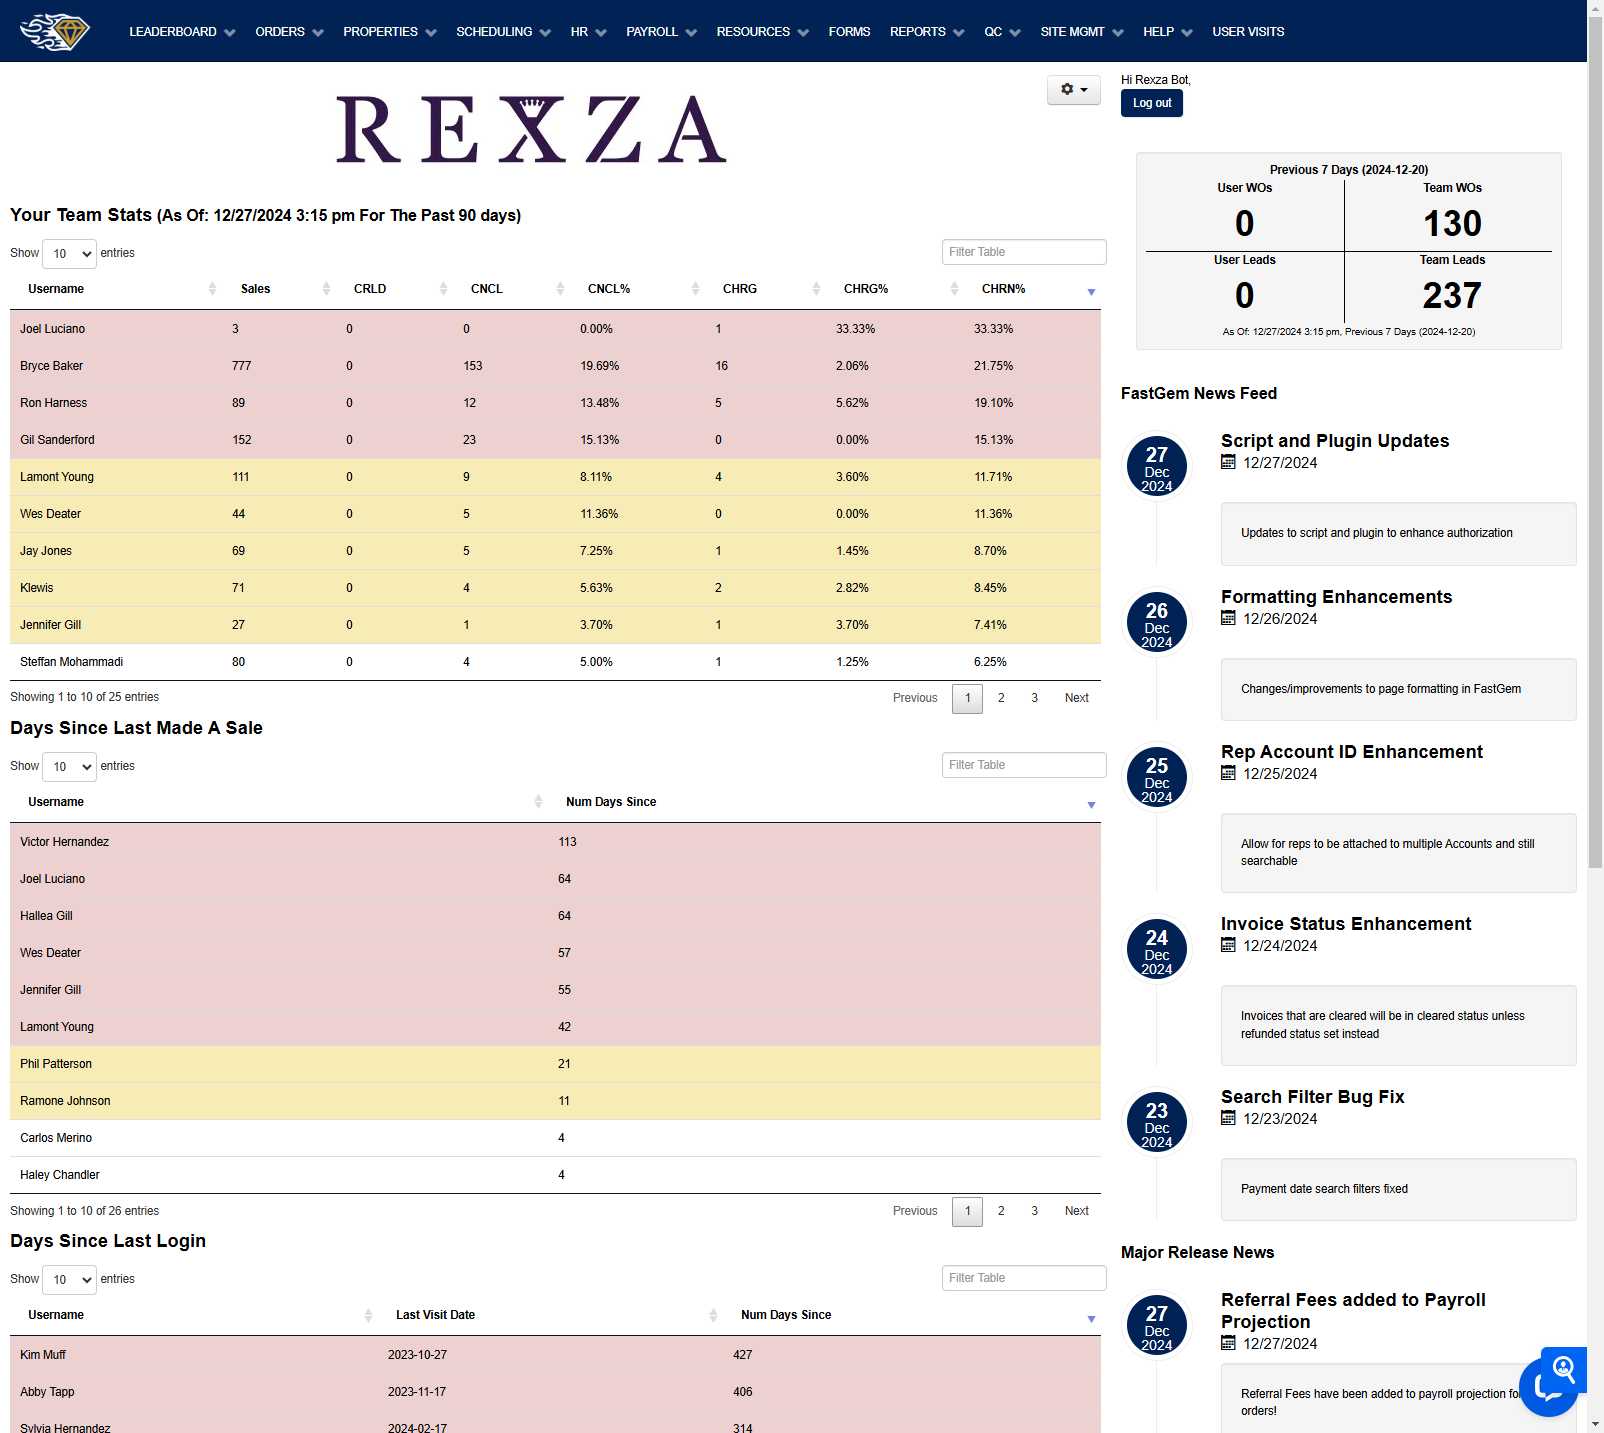 LEADERBOARD ORDERS PROPERTIES SCHEDULING HR PAYROLL RESOURCES FORMS REPORTS QC SITE MGMT HELP USER VISITS
REXZA
Hi Rexza Bot,
Log out
Previous 7 Days (2024-12-20)
User WOs Team WOs
0 130
User Leads Team Leads
0 237
As Of: 12/27/2024 3:15 pm, Previous 7 Days (2024-12-20)
Your Team Stats (As Of: 12/27/2024 3:15 pm For The Past 90 days)
Show 10 entries Filter Table
Username Sales CRLD CNCL CNCL% CHRG CHRG% CHRN%
Joel Luciano 3 0 0 0.00% 1 33.33% 33.33%
Bryce Baker 777 0 153 19.69% 16 2.06% 21.75%
Ron Harness 89 0 12 13.48% 5 5.62% 19.10%
Gil Sanderford 152 0 23 15.13% 0 0.00% 15.13%
Lamont Young 111 0 9 8.11% 4 3.60% 11.71%
Wes Deater 44 0 5 11.36% 0 0.00% 11.36%
Jay Jones 69 0 5 7.25% 1 1.45% 8.70%
Klewis 71 0 4 5.63% 2 2.82% 8.45%
Jennifer Gill 27 0 1 3.70% 1 3.70% 7.41%
Steffan Mohammadi 80 0 4 5.00% 1 1.25% 6.25%
Showing 1 to 10 of 25 entries Previous 1 2 3 Next
Days Since Last Made A Sale
Show 10 entries Filter Table
Username Num Days Since
Victor Hernandez 113
Joel Luciano 64
Hallea Gill 64
Wes Deater 57
Jennifer Gill 55
Lamont Young 42
Phil Patterson 21
Ramone Johnson 11
Carlos Merino 4
Haley Chandler 4
Showing 1 to 10 of 26 entries Previous 1 2 3 Next
Days Since Last Login
Show 10 entries Filter Table
Username Last Visit Date Num Days Since
Kim Muff 2023-10-27 427
Abby Tapp 2023-11-17 406
Sylvia Hernandez 2024-02-17 314
FastGem News Feed
27
Dec
2024
Script and Plugin Updates
12/27/2024
Updates to script and plugin to enhance authorization
26
Dec
2024
Formatting Enhancements
12/26/2024
Changes/improvements to page formatting in FastGem
25
Dec
2024
Rep Account ID Enhancement
12/25/2024
Allow for reps to be attached to multiple Accounts and still
searchable
24
Dec
2024
Invoice Status Enhancement
12/24/2024
Invoices that are cleared will be in cleared status unless
refunded status set instead
23
Dec
2024
Search Filter Bug Fix
12/23/2024
Payment date search filters fixed
Major Release News
27
Dec
2024
Referral Fees added to Payroll
Projection
12/27/2024
Referral Fees have been added to payroll projection
orders!